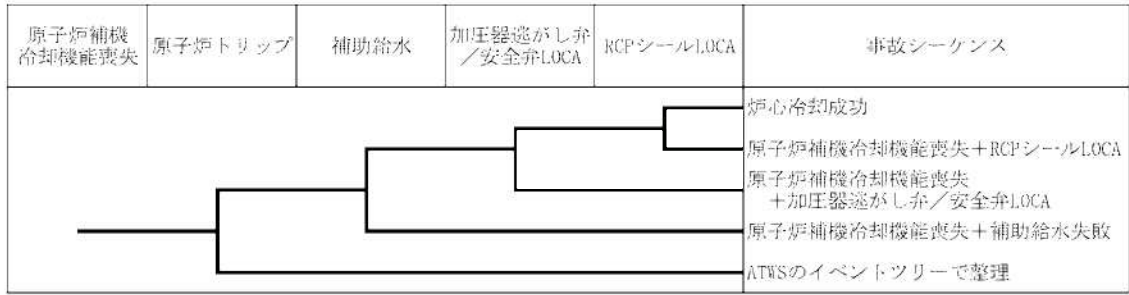 原子炉補機
冷却機能喪失
原子炉トリップ
補助給水
加圧器逃がし弁
／安全弁LOCA
RCPシールLOCA
事故シーケンス
炉心冷却成功
原子炉補機冷却機能喪失＋RCPシールLOCA
原子炉補機冷却機能喪失
＋加圧器逃がし弁／安全弁LOCA
原子炉補機冷却機能喪失＋補助給水失敗
ATWSのイベントツリーで整理